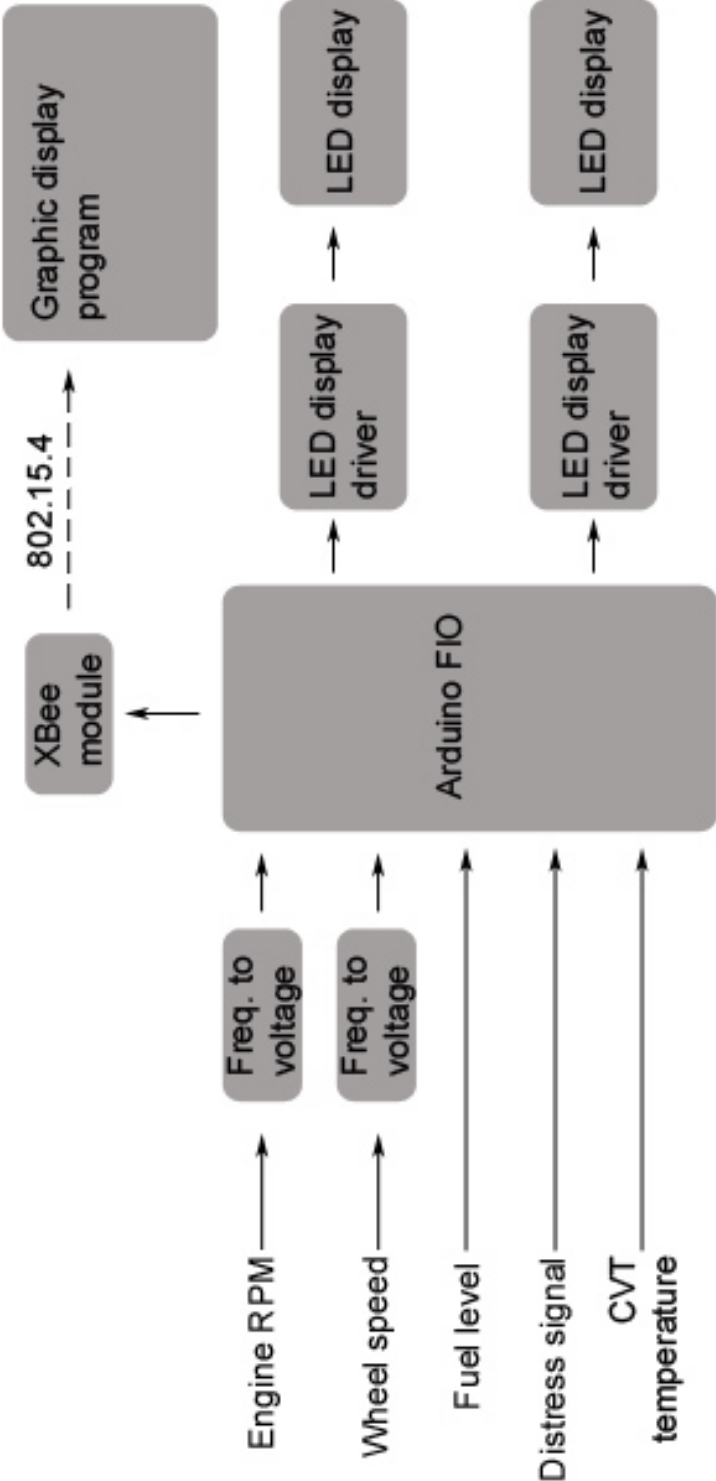 Engine RPM
Wheel speed
Fuel level
Distress signal
CVT
temperature
Freq. to
voltage
Freq. to
voltage
XBee
module
802.15.4
Graphic display
program
Arduino FIO
LED display
driver
LED display
LED display
driver
LED display